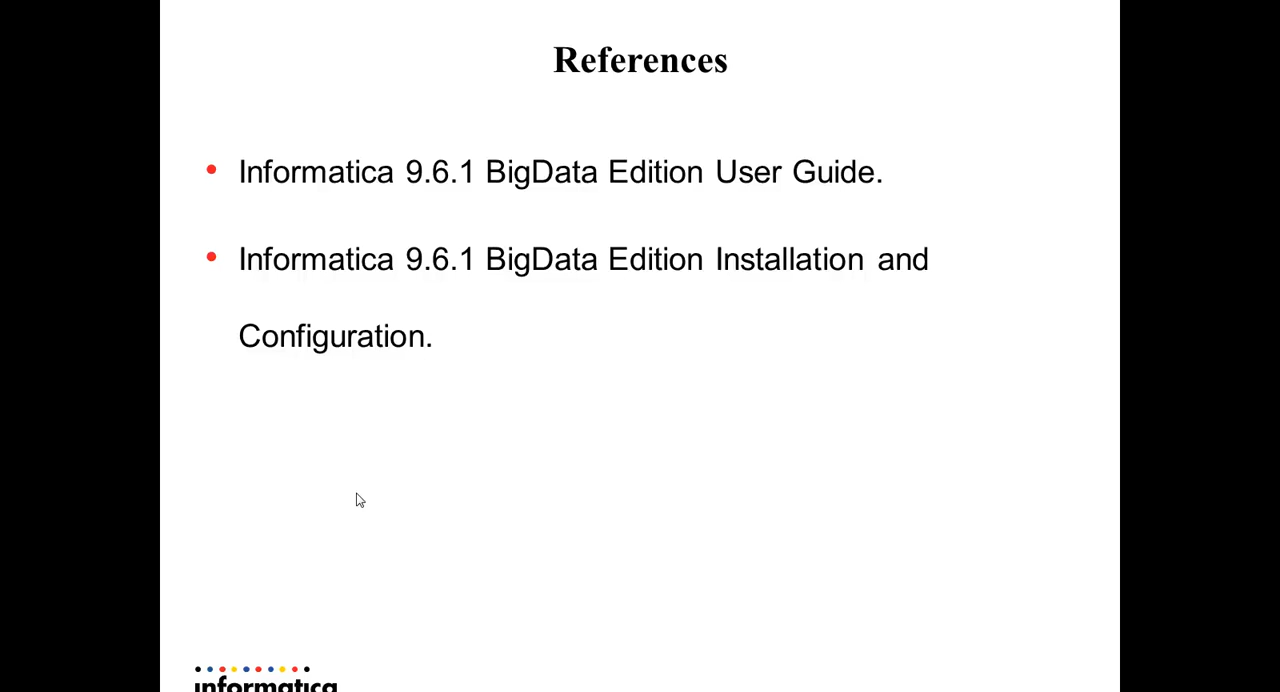 References
• Informatica 9.6.1 BigData Edition User Guide.
• Informatica 9.6.1 BigData Edition Installation and
Configuration.
informatica